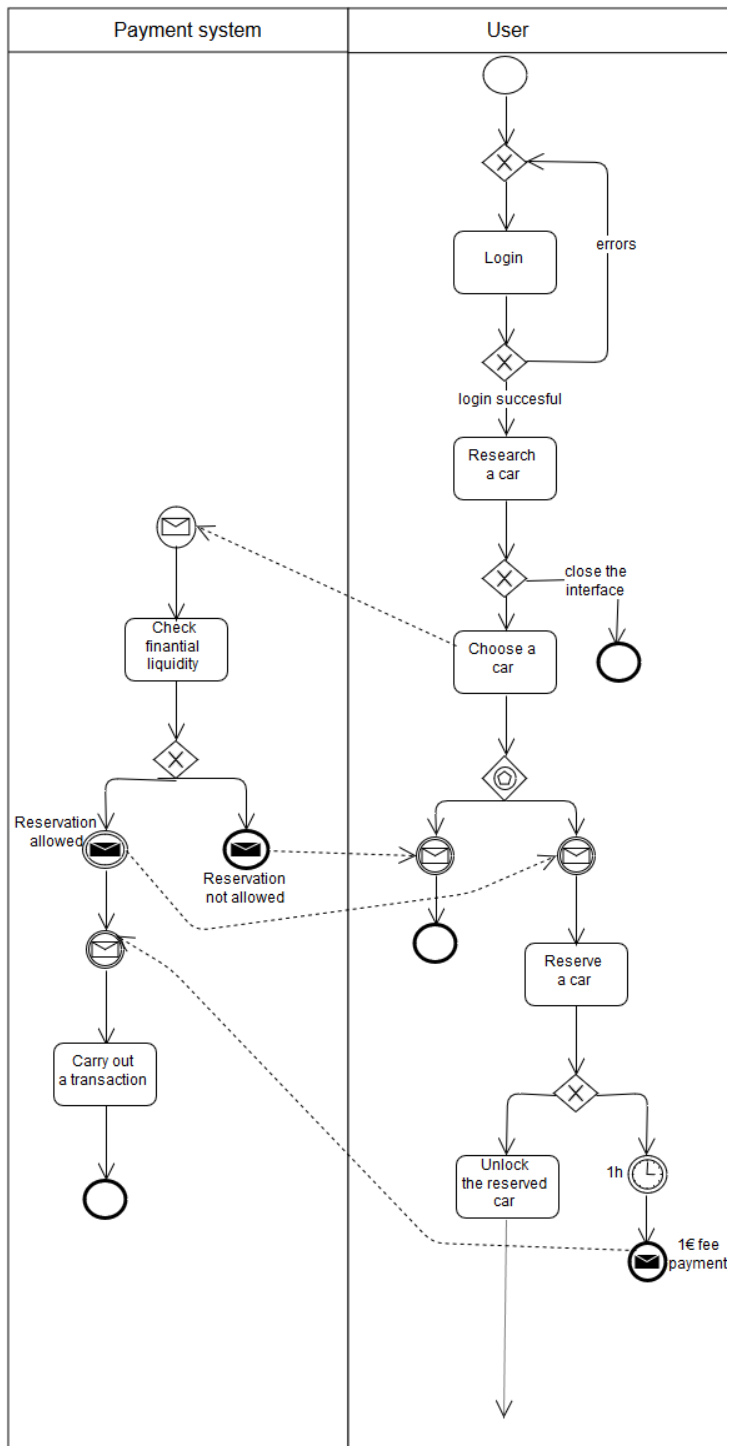 Payment system
User
Login
errors
login succesful
Research
a car
close the
interface
Choose a
car
Check
finantial
liquidity
Reservation
allowed
Reservation
not allowed
Reserve
a car
Carry out
a transaction
Unlock
the reserved
car
1h
1€ fee
payment